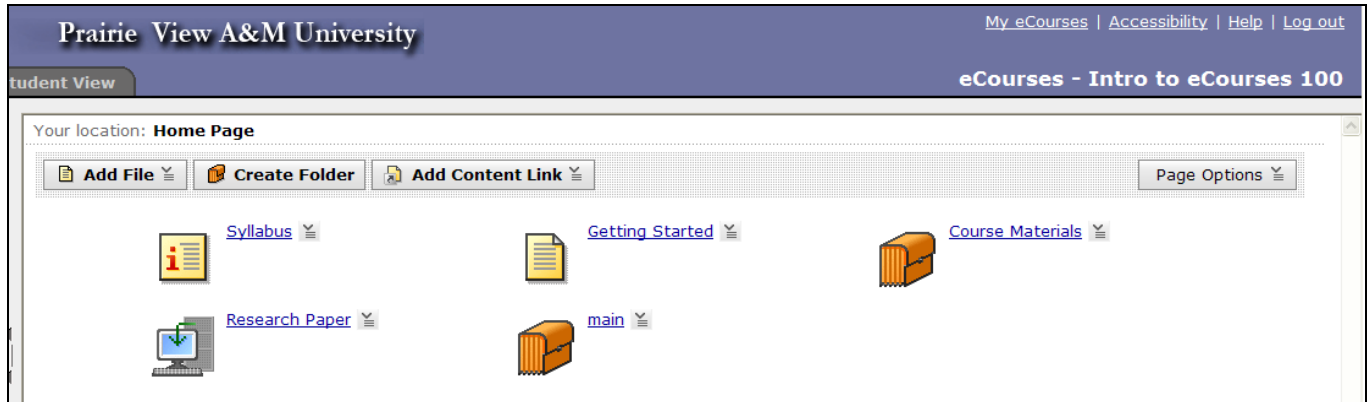 Prairie View A&M University
My eCourses | Accessibility | Help | Log out
tudent View
eCourses - Intro to eCourses 100
Your location: Home Page
Add File
Create Folder
Add Content Link
Page Options
Syllabus
Getting Started
Course Materials
Research Paper
main